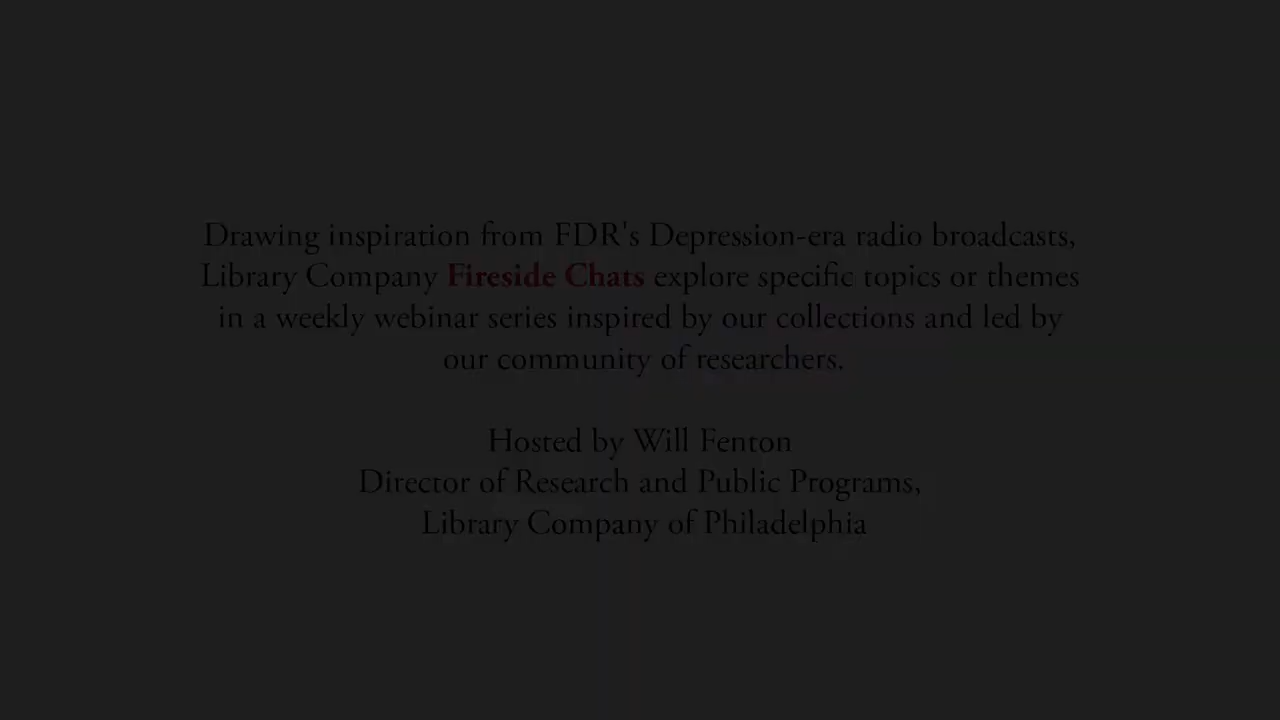 Drawing inspiration from FDR's Depression-era radio broadcasts,
Library Company Fireside Chats explore specific topics or themes
in a weekly webinar series inspired by our collections and led by
our community of researchers.
Hosted by Will Fenton
Director of Research and Public Programs,
Library Company of Philadelphia